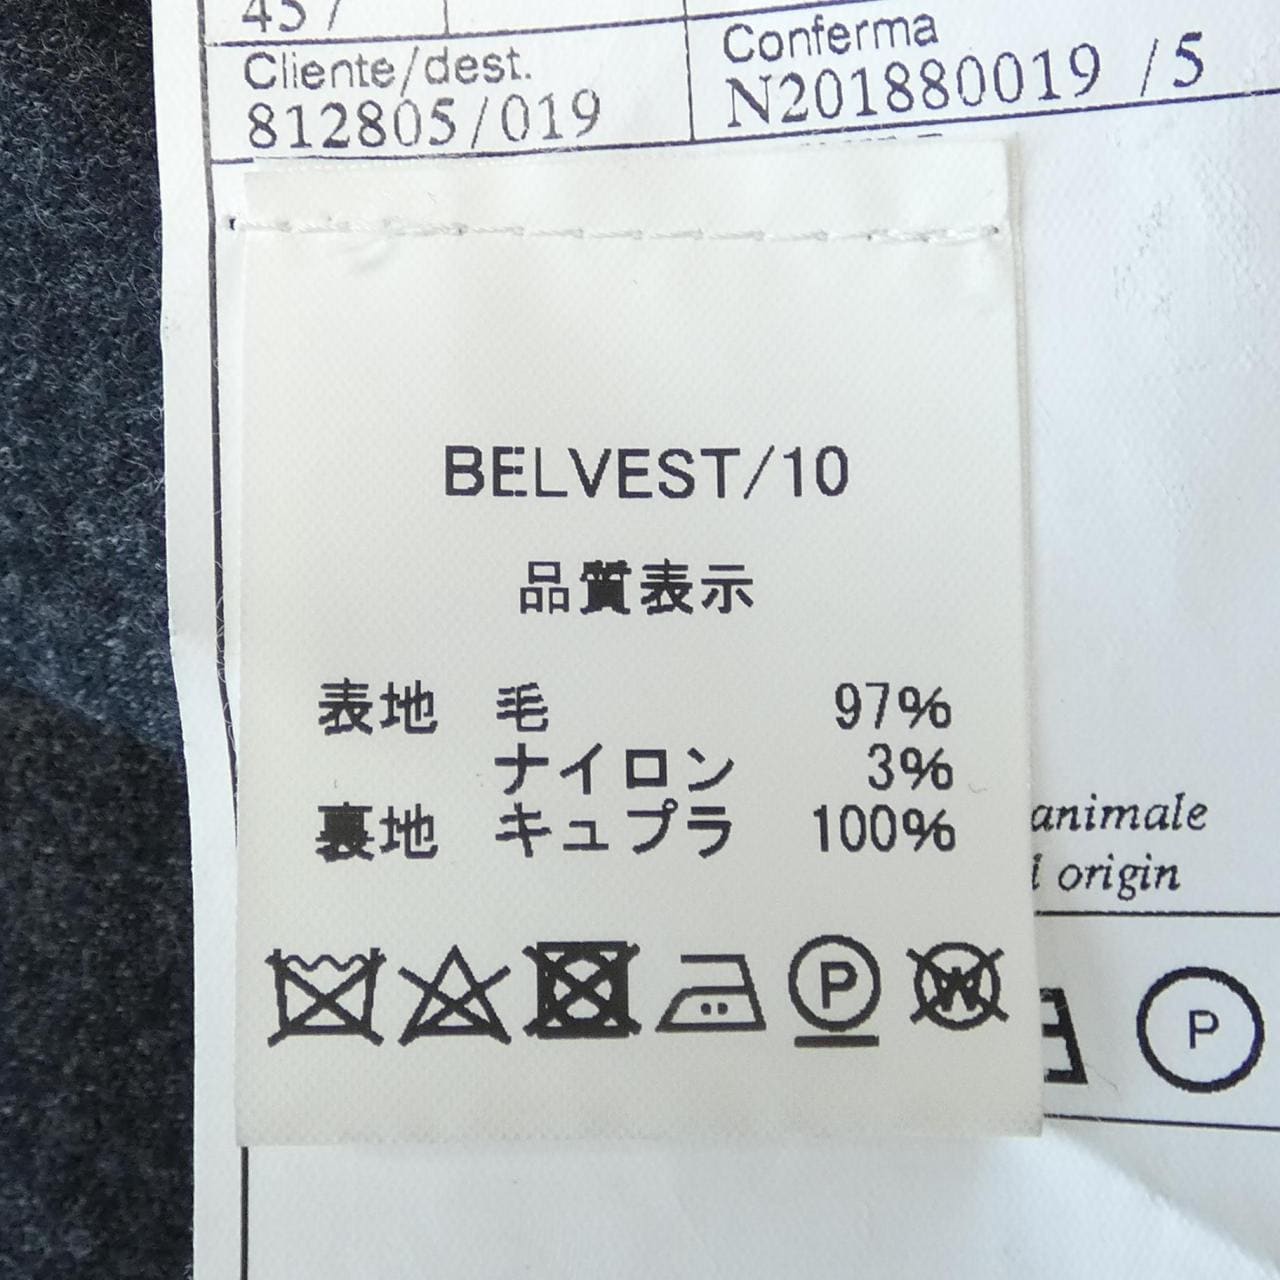 Cliente/dest.
812805/019
Conferma
N201880019 /5
BELVEST/10
品質表示
表地 毛 97%
ナイロン 3%
裏地 キュプラ 100%
animale
origin
P
W
P